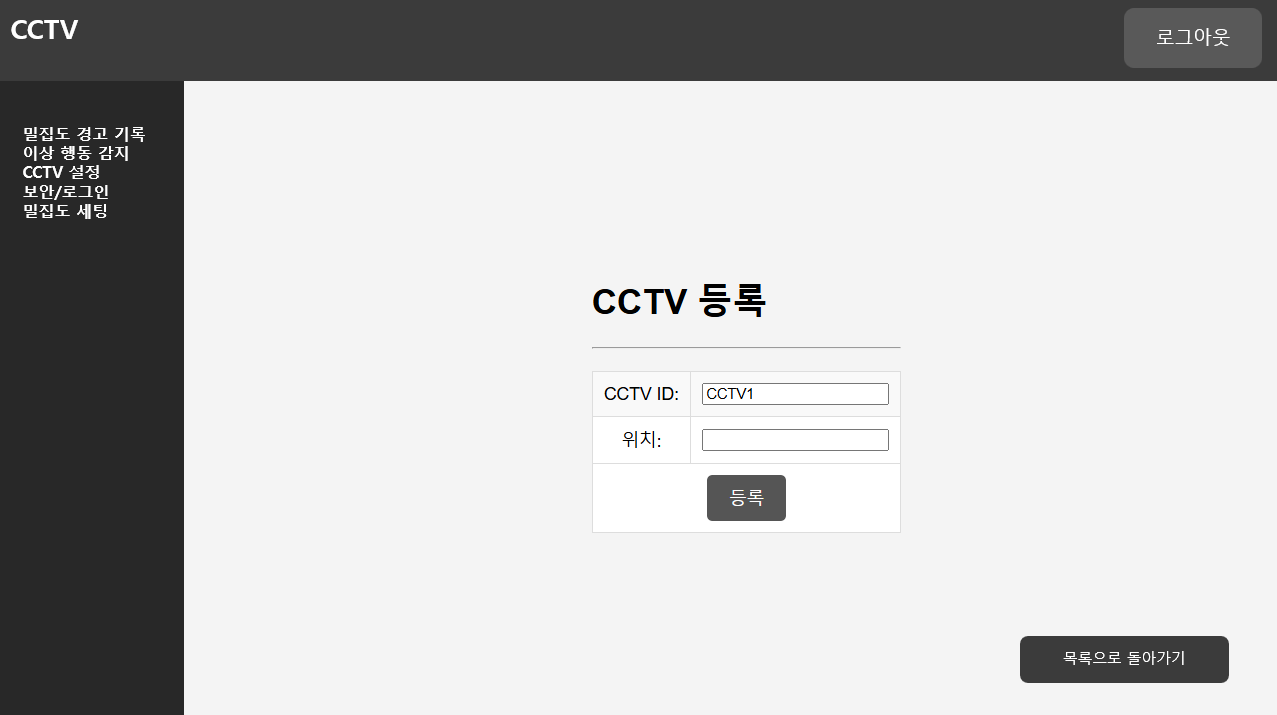 CCTV
로그아웃
밀집도 경고 기록
이상 행동 감지
CCTV 설정
보안/로그인
밀집도 세팅
CCTV 등록
CCTV ID: CCTV1
위치:
등록
목록으로 돌아가기